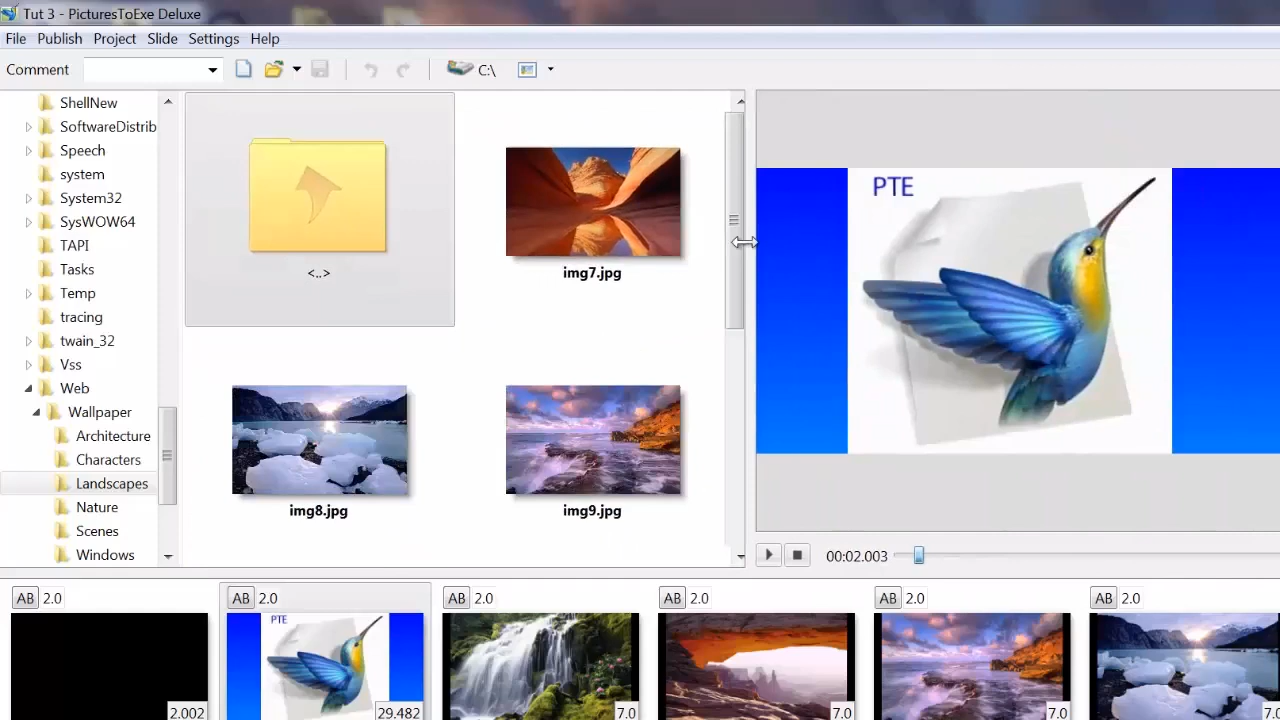 Tut 3 - PicturesToExe Deluxe
File Publish Project Slide Settings Help
Comment C:\
ShellNew
SoftwareDistrib
Speech
system
System32
SysWOW64
TAPI
Tasks
Temp
tracing
twain_32
Vss
Web
Wallpaper
Architecture
Characters
Landscapes
Nature
Scenes
Windows
<..>
img7.jpg
img8.jpg
img9.jpg
PTE
00:02.003
AB 2.0 AB 2.0 AB 2.0 AB 2.0 AB 2.0 AB 2.0
PTE
2.002 29.482 7.0 7.0 7.0 7.0